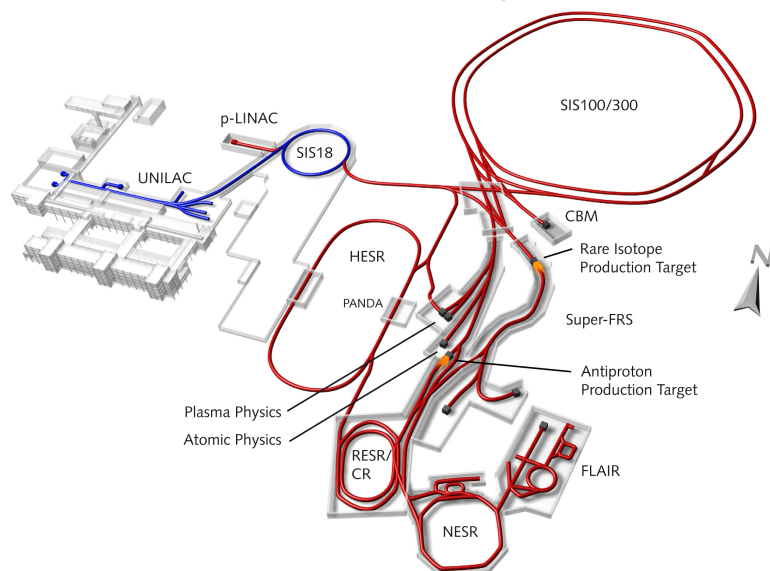 SIS100/300
p-LINAC
SIS18
UNILAC
CBM
HESR
Rare Isotope
Production Target
PANDA
N
Super-FRS
Antiproton
Production Target
Plasma Physics
Atomic Physics
RESR/
CR
FLAIR
NESR